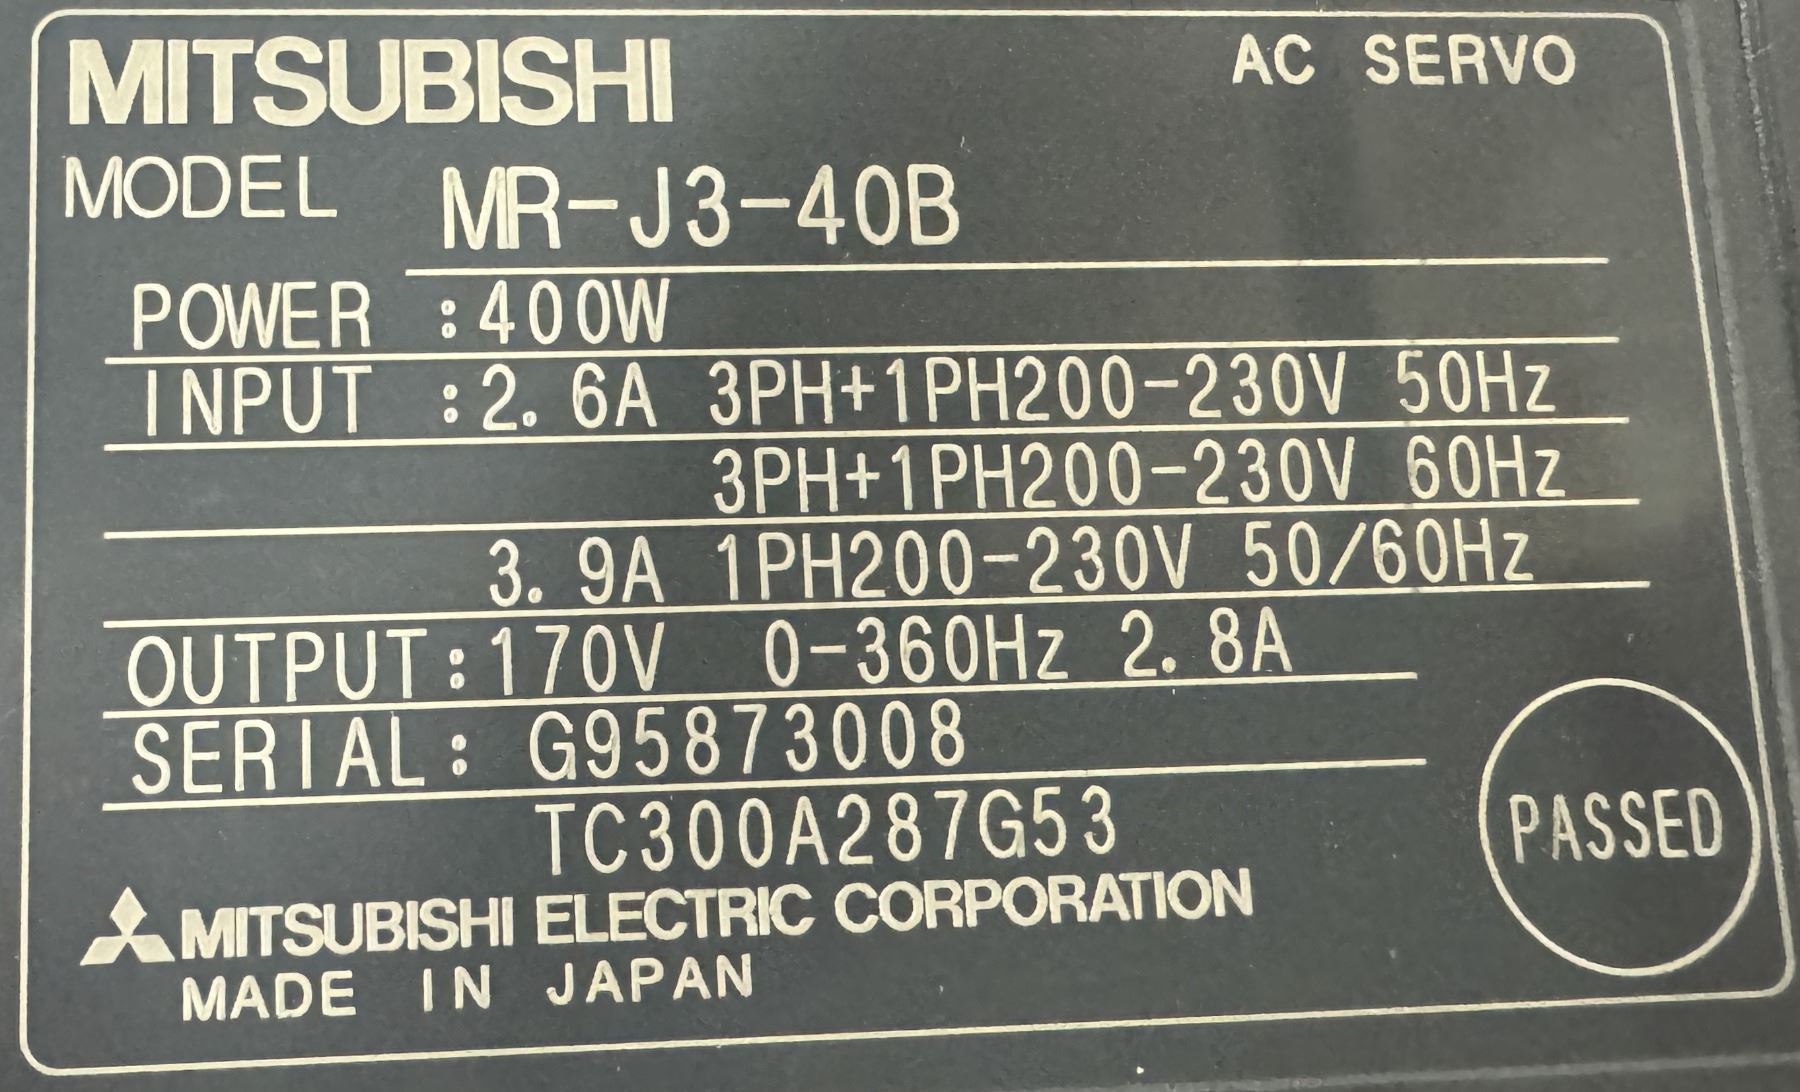 MITSUBISHI AC SERVO
MODEL MR-J3-40B
POWER :400W
INPUT :2.6A 3PH+1PH200-230V 50Hz
3PH+1PH200-230V 60Hz
3.9A 1PH200-230V 50/60Hz
OUTPUT:170V 0-360Hz 2.8A
SERIAL: G95873008
TC300A287G53
PASSED
MITSUBISHI ELECTRIC CORPORATION
MADE IN JAPAN